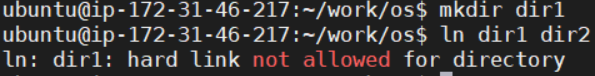 ubuntu@ip-172-31-46-217:~/work/os$ mkdir dir1
ubuntu@ip-172-31-46-217:~/work/os$ ln dir1 dir2
ln: dir1: hard link not allowed for directory